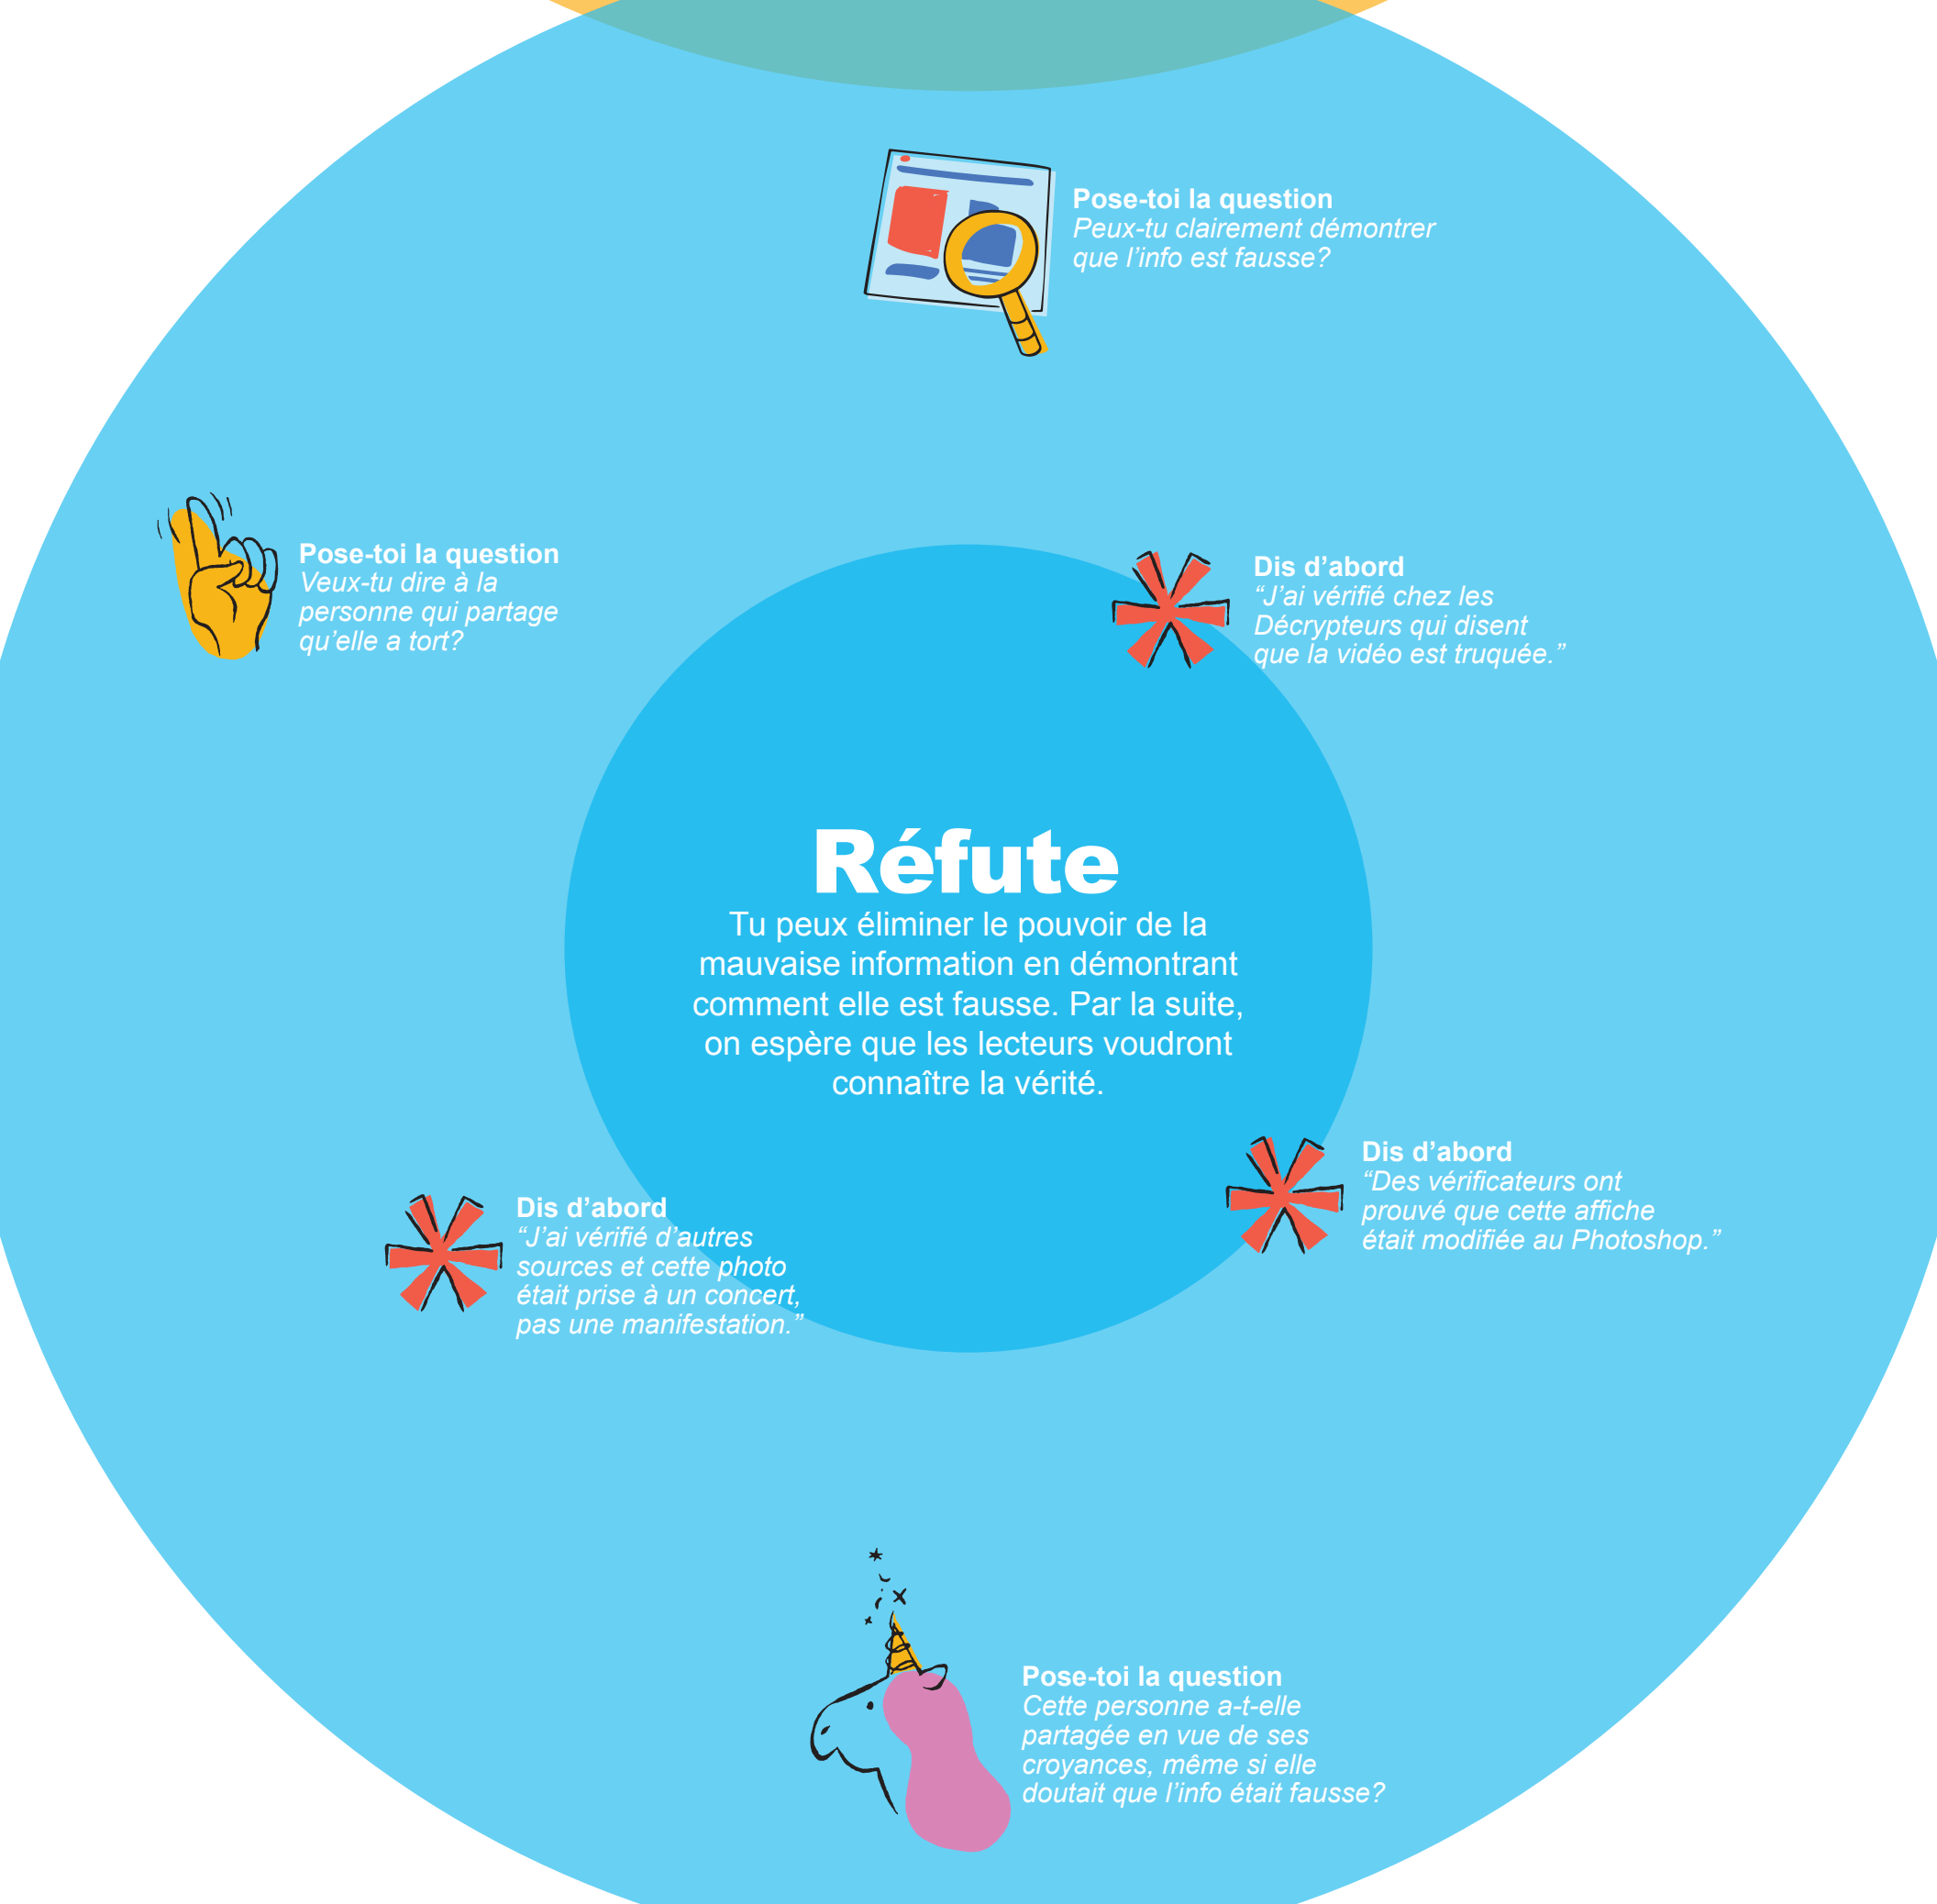 Pose-toi la question
Peux-tu clairement démontrer
que l’info est fausse?
Pose-toi la question
Veux-tu dire à la
personne qui partage
qu’elle a tort?
Dis d’abord
“J’ai vérifié chez les
Décrypteurs qui disent
que la vidéo est truquée.”
Réfute
Tu peux éliminer le pouvoir de la
mauvaise information en démontrant
comment elle est fausse. Par la suite,
on espère que les lecteurs voudront
connaître la vérité.
Dis d’abord
“Des vérificateurs ont
prouvé que cette affiche
était modifiée au Photoshop.”
Dis d’abord
“J’ai vérifié d’autres
sources et cette photo
était prise à un concert,
pas une manifestation.”
Pose-toi la question
Cette personne a-t-elle
partagée en vue de ses
croyances, même si elle
doutait que l’info était fausse?